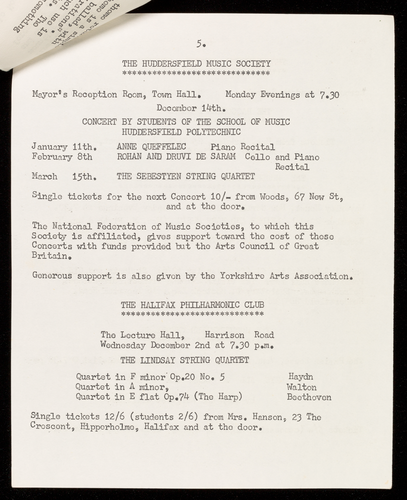 5.
THE HUDDERSFIELD MUSIC SOCIETY
******************************
Mayor's Reception Room, Town Hall. Monday Evenings at 7.30
December 14th.
CONCERT BY STUDENTS OF THE SCHOOL OF MUSIC
HUDDERSFIELD POLYTECHNIC
January 11th. ANNE QUEFFELEC Piano Recital
February 8th ROHAN AND DRUVI DE SARAM Cello and Piano
Recital
March 15th. THE SEBESTYEN STRING QUARTET
Single tickets for the next Concert 10/- from Woods, 67 New St,
and at the door.
The National Federation of Music Societies, to which this
Society is affiliated, gives support toward the cost of these
Concerts with funds provided but the Arts Council of Great
Britain.
Generous support is also given by the Yorkshire Arts Association.
THE HALIFAX PHILHARMONIC CLUB
*****************************
The Lecture Hall, Harrison Road
Wednesday December 2nd at 7.30 p.m.
THE LINDSAY STRING QUARTET
Quartet in F minor Op.20 No. 5 Haydn
Quartet in A minor, Walton
Quartet in E flat Op.74 (The Harp) Beethoven
Single tickets 12/6 (students 2/6) from Mrs. Hanson, 23 The
Crescent, Hipperholme, Halifax and at the door.